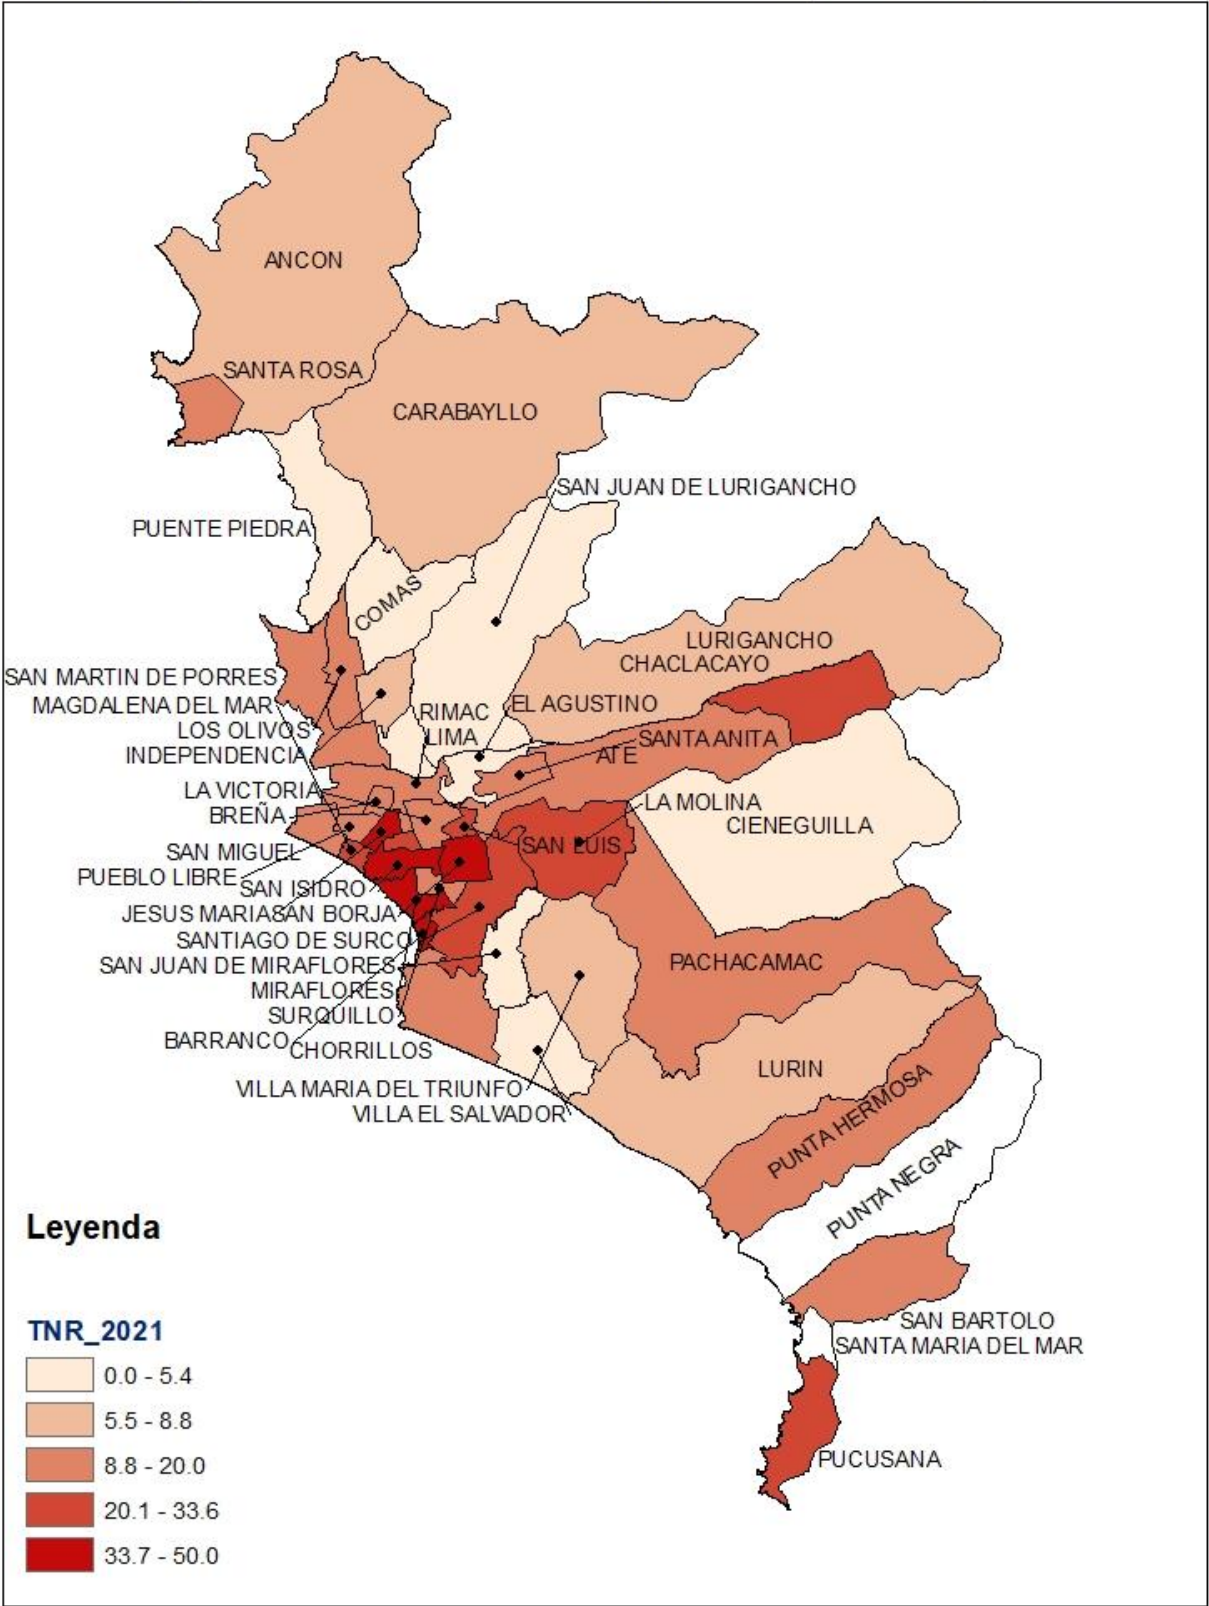 ANCON
SANTA ROSA
CARABAYLLO
SAN JUAN DE LURIGANCHO
PUENTE PIEDRA
COMAS
LURIGANCHO
CHACLACAYO
SAN MARTIN DE PORRES
MAGDALENA DEL MAR
EL AGUSTINO
RIMAC
LOS OLIVOS
LIMA
SANTA ANITA
INDEPENDENCIA
ATE
LA VICTORIA
LA MOLINA
BREÑA
CIENEGUILLA
SAN LUIS
SAN MIGUEL
PUEBLO LIBRE
SAN ISIDRO
JESUS MARIA
SAN BORJA
SANTIAGO DE SURCO
SAN JUAN DE MIRAFLORES
PACHACAMAC
MIRAFLORES
SURQUILLO
BARRANCO
CHORRILLOS
LURIN
VILLA MARIA DEL TRIUNFO
VILLA EL SALVADOR
PUNTA HERMOSA
PUNTA NEGRA
SAN BARTOLO
SANTA MARIA DEL MAR
PUCUSANA
Leyenda
TNR_2021
0.0 - 5.4
5.5 - 8.8
8.8 - 20.0
20.1 - 33.6
33.7 - 50.0